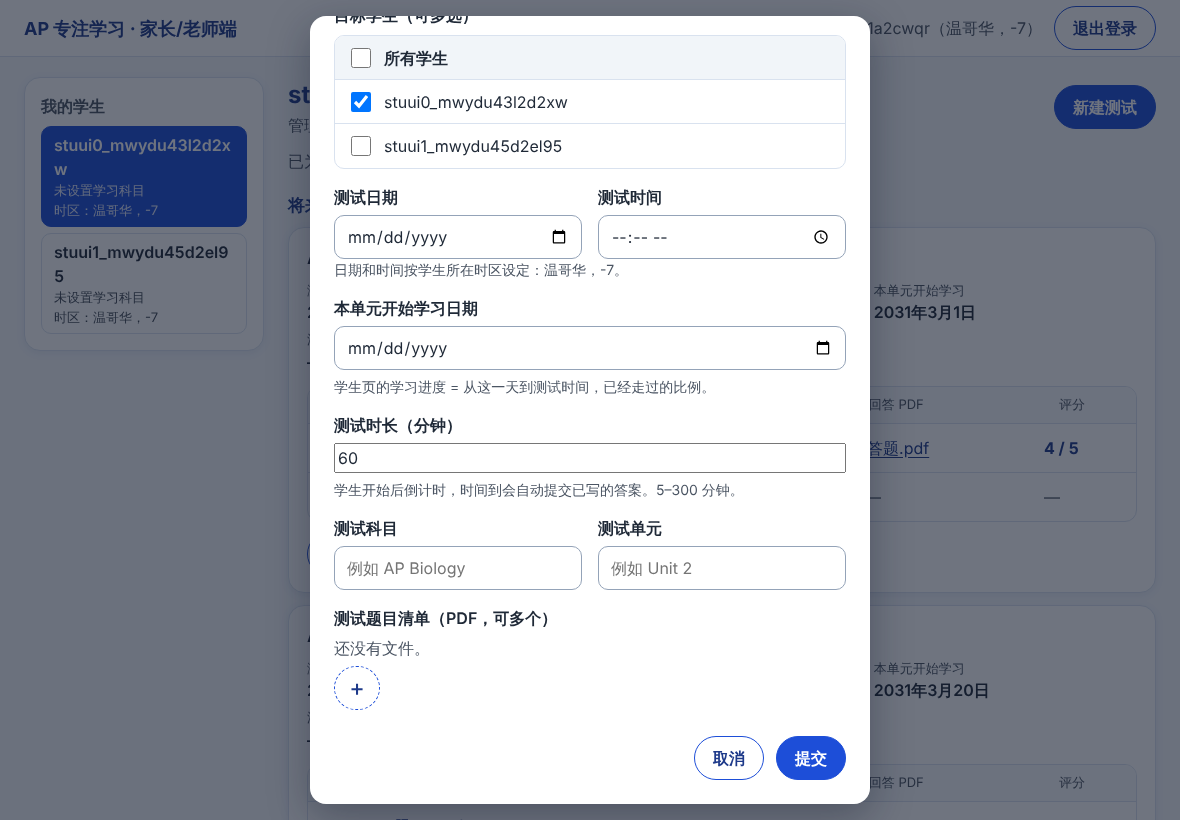 AP 专注学习 · 家长/老师端
1a2cwqr（温哥华，-7）
退出登录
我的学生
stuui0_mwydu43l2d2x
w
未设置学习科目
时区：温哥华，-7
stuui1_mwydu45d2el9
5
未设置学习科目
时区：温哥华，-7
新建测试
目标学生（可多选）
所有学生
stuui0_mwydu43l2d2xw
stuui1_mwydu45d2el95
测试日期
测试时间
mm/dd/yyyy
--:-- --
日期和时间按学生所在时区设定：温哥华，-7。
本单元开始学习日期
mm/dd/yyyy
学生页的学习进度 = 从这一天到测试时间，已经走过的比例。
测试时长（分钟）
60
学生开始后倒计时，时间到会自动提交已写的答案。5–300 分钟。
测试科目
测试单元
例如 AP Biology
例如 Unit 2
测试题目清单（PDF，可多个）
还没有文件。
+
取消
提交
本单元开始学习
2031年3月1日
回答 PDF
评分
答题.pdf
4 / 5
—
—
本单元开始学习
2031年3月20日
回答 PDF
评分